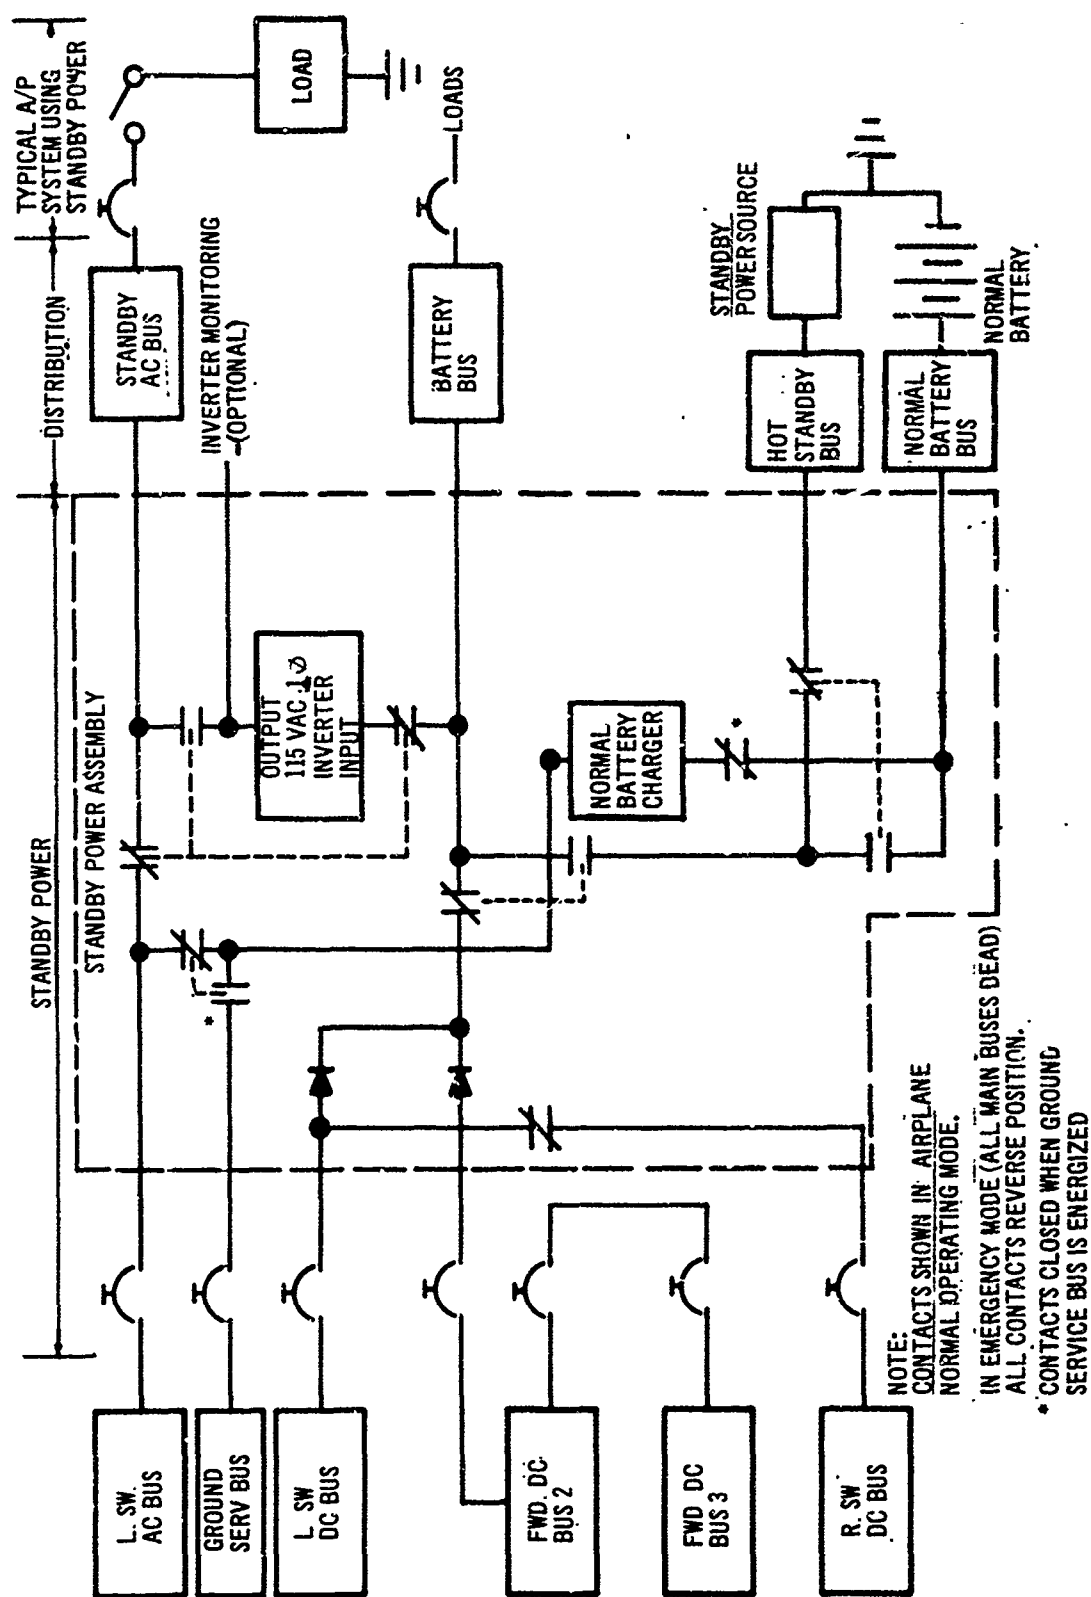 STANDBY POWER
DISTRIBUTION
TYPICAL A/P
SYSTEM USING
STANDBY POWER
STANDBY POWER ASSEMBLY
L. SW.
AC BUS
GROUND
SERV BUS
L. SW
DC BUS
FWD. DC
BUS 2
FWD DC
BUS 3
R. SW
DC BUS
*
OUTPUT
115 VAC 1Ø
INVERTER
INPUT
NORMAL
BATTERY
CHARGER
*
STANDBY
AC BUS
INVERTER MONITORING
(OPTIONAL)
BATTERY
BUS
HOT
STANDBY
BUS
NORMAL
BATTERY
BUS
LOAD
LOADS
STANDBY
POWER SOURCE
NORMAL
BATTERY
NOTE:
CONTACTS SHOWN IN AIRPLANE
NORMAL OPERATING MODE.
IN EMERGENCY MODE (ALL MAIN BUSES DEAD)
ALL CONTACTS REVERSE POSITION.
* CONTACTS CLOSED WHEN GROUND
SERVICE BUS IS ENERGIZED